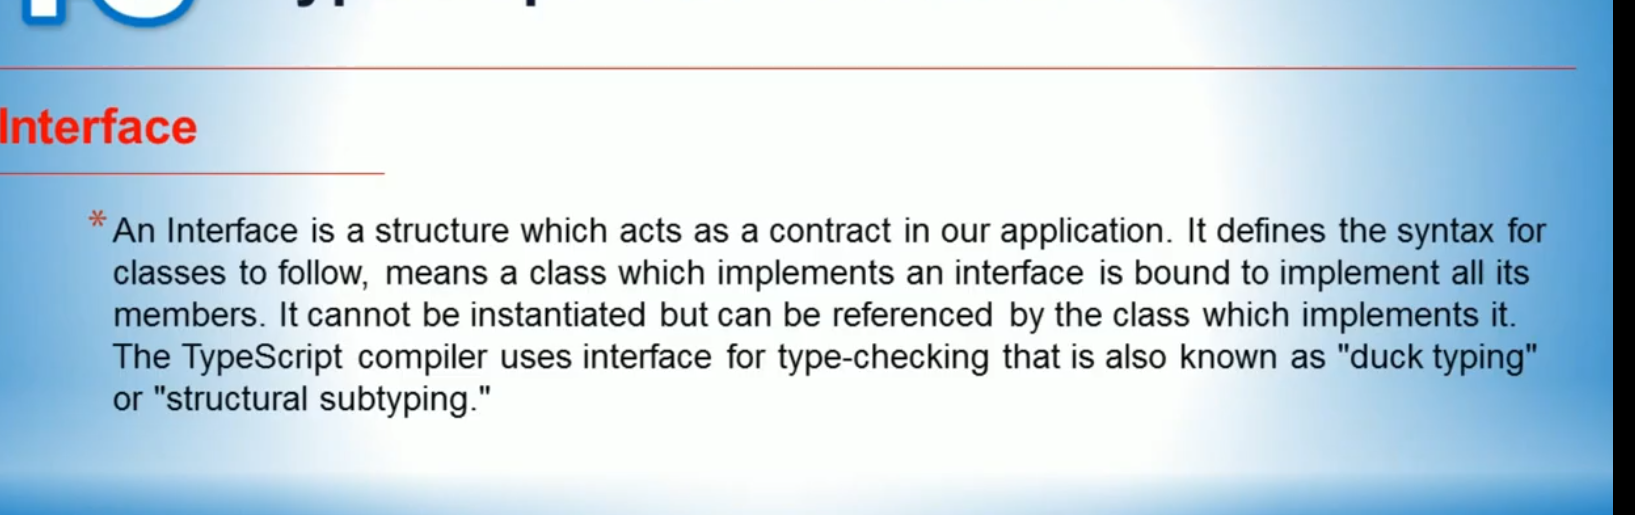 Interface
* An Interface is a structure which acts as a contract in our application. It defines the syntax for
classes to follow, means a class which implements an interface is bound to implement all its
members. It cannot be instantiated but can be referenced by the class which implements it.
The TypeScript compiler uses interface for type-checking that is also known as "duck typing"
or "structural subtyping."